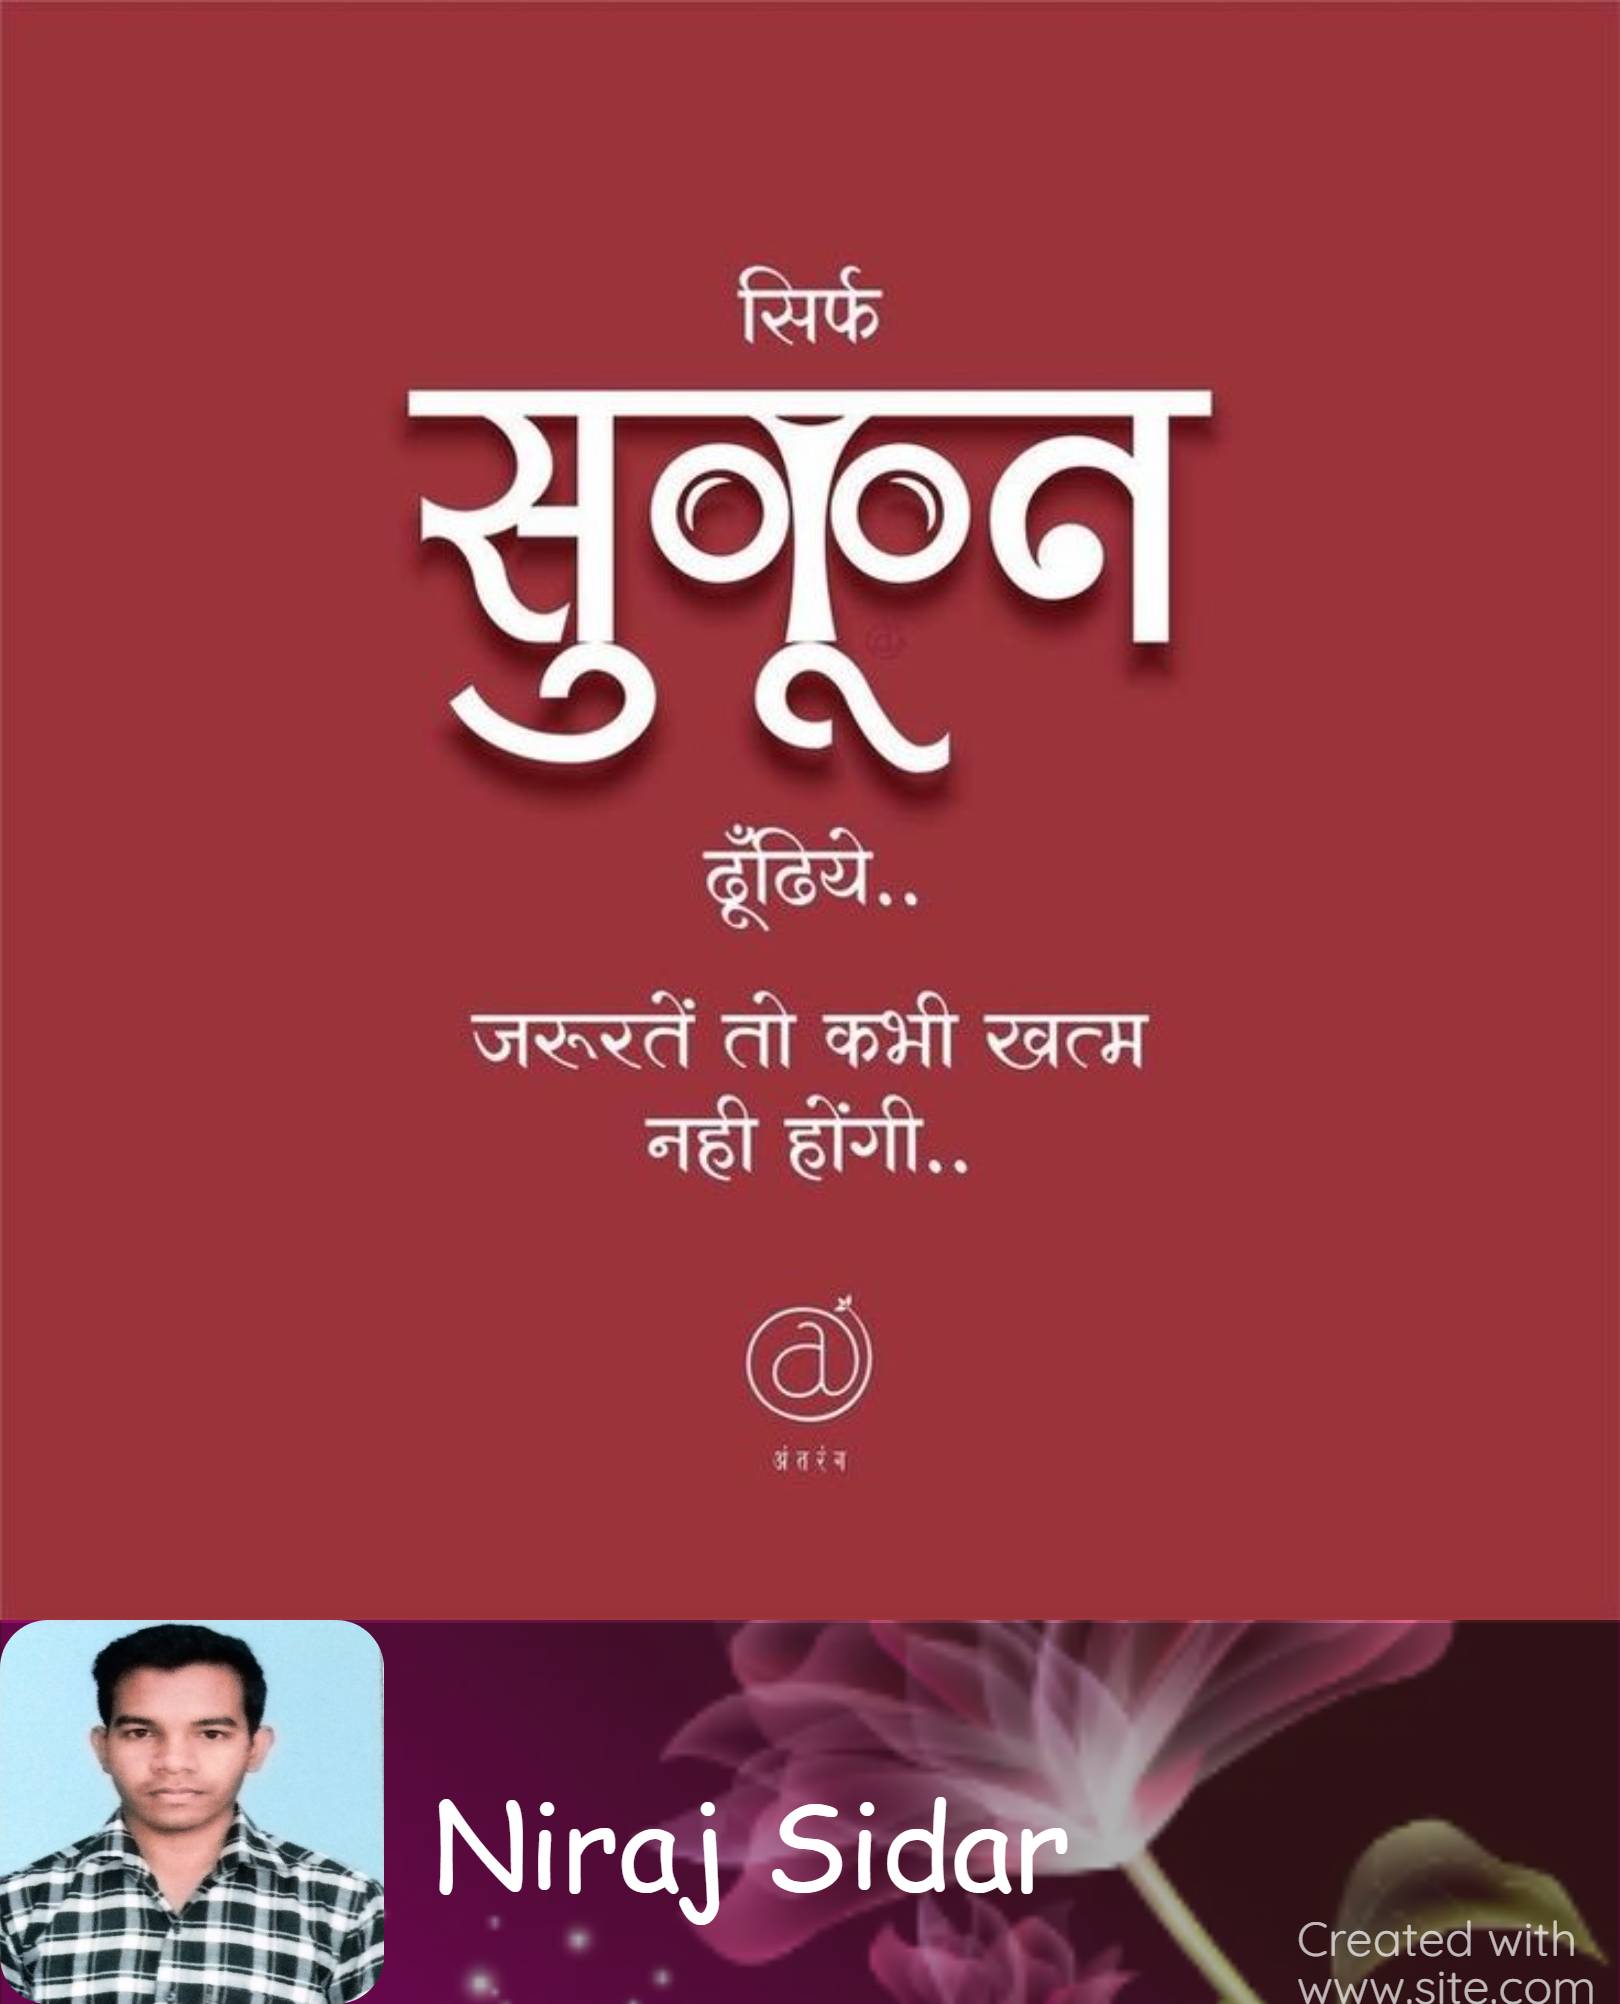 सिर्फ
सुकून
ढूँढिये..
जरूरतें तो कभी खत्म
नही होंगी..
a
अंतरंग
Niraj Sidar
Created with
www.site.com